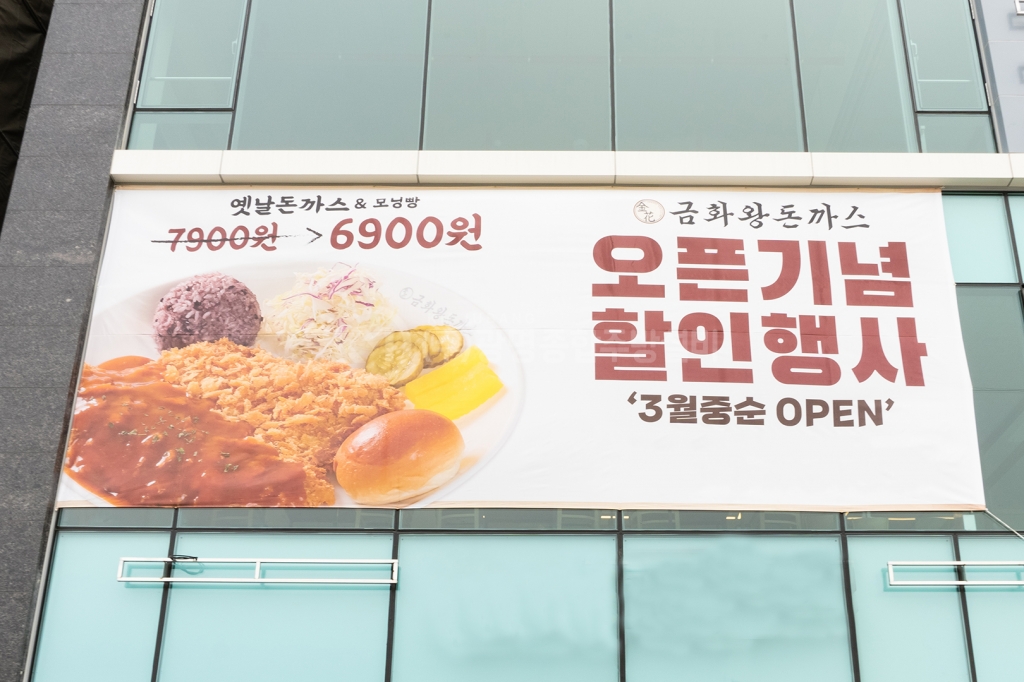 옛날돈까스 & 모닝빵
7900원 > 6900원
금화왕돈까스
오픈기념
할인행사
‘3월중순 OPEN’